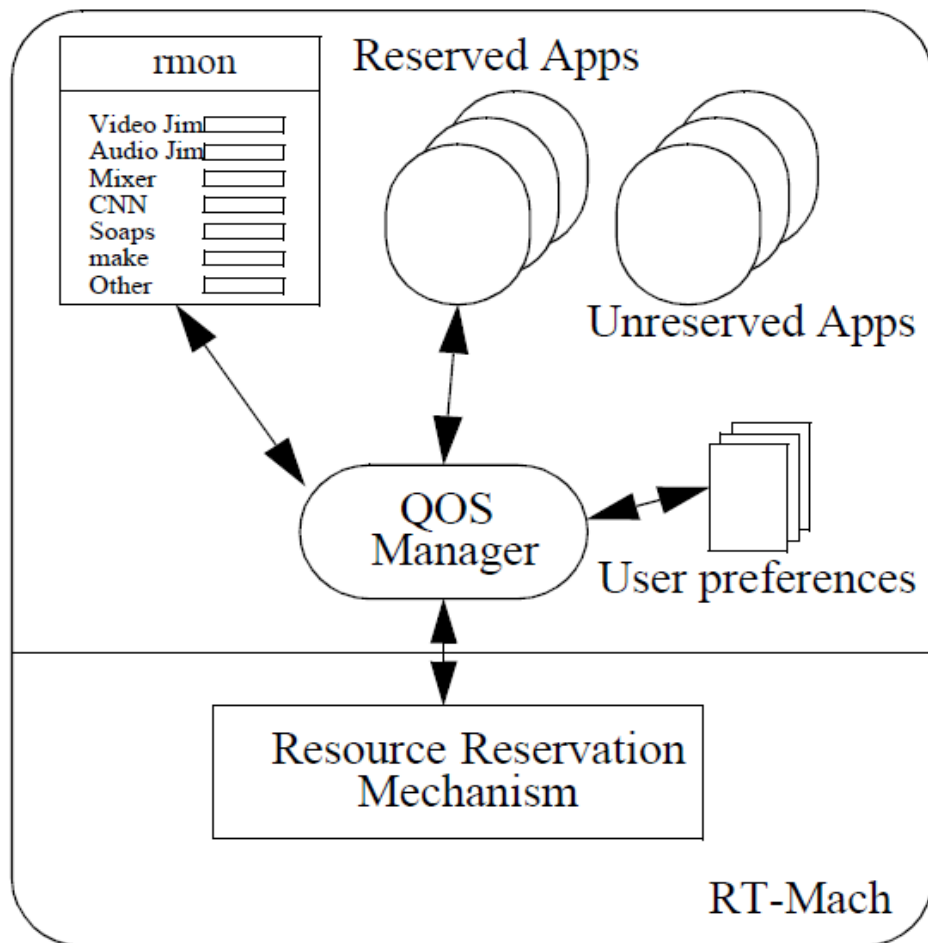 rmon
Video Jim
Audio Jim
Mixer
CNN
Soaps
make
Other
Reserved Apps
Unreserved Apps
QOS
Manager
User preferences
Resource Reservation
Mechanism
RT-Mach